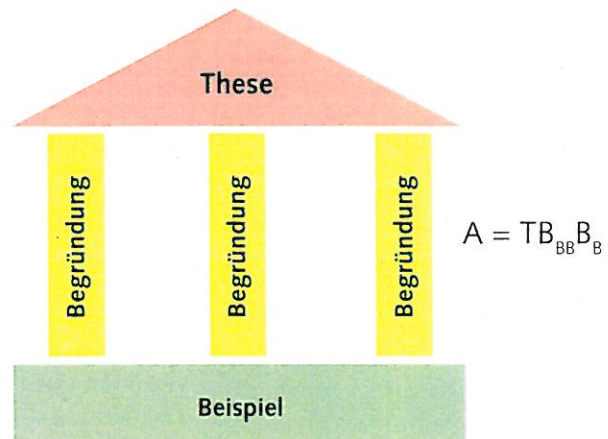 These
Begründung
Begründung
Begründung
A = TB_BB B_B
Beispiel